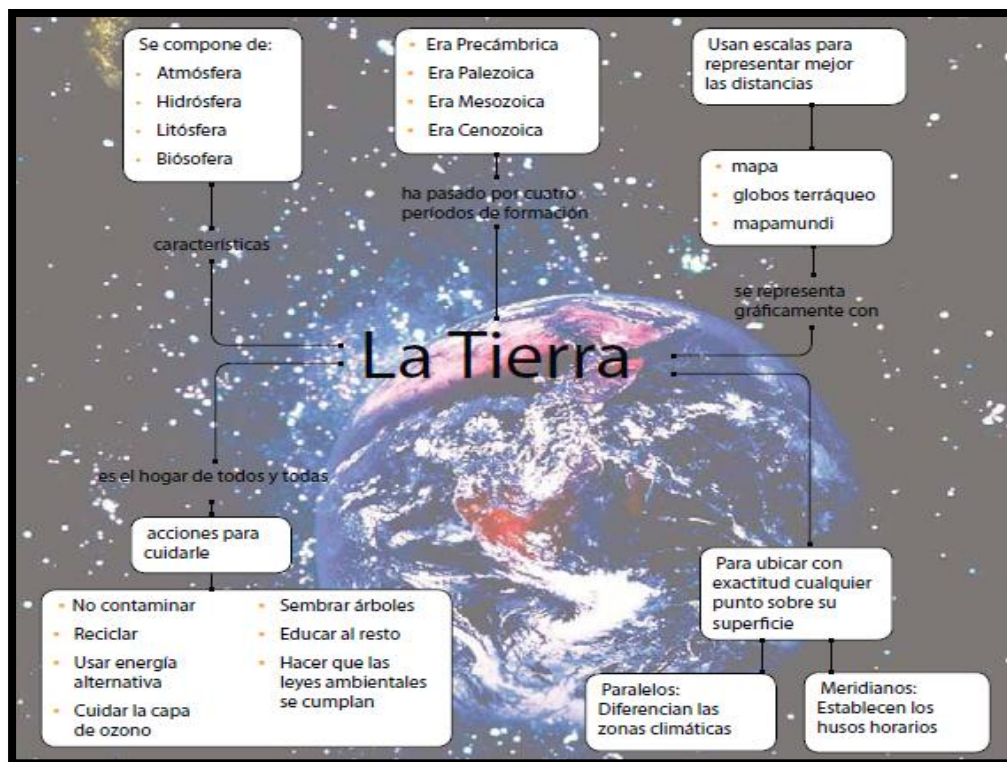 Se compone de:
• Atmósfera
• Hidrósfera
• Litósfera
• Biósofera
características
• Era Precámbrica
• Era Palezoica
• Era Mesozoica
• Era Cenozoica
ha pasado por cuatro
períodos de formación
Usan escalas para
representar mejor
las distancias
• mapa
• globos terráqueo
• mapamundi
se representa
gráficamente con
La Tierra
es el hogar de todos y todas
acciones para
cuidarle
• No contaminar
• Reciclar
• Usar energía
alternativa
• Cuidar la capa
de ozono
• Sembrar árboles
• Educar al resto
• Hacer que las
leyes ambientales
se cumplan
Para ubicar con
exactitud cualquier
punto sobre su
superficie
Paralelos:
Diferencian las
zonas climáticas
Meridianos:
Establecen los
husos horarios